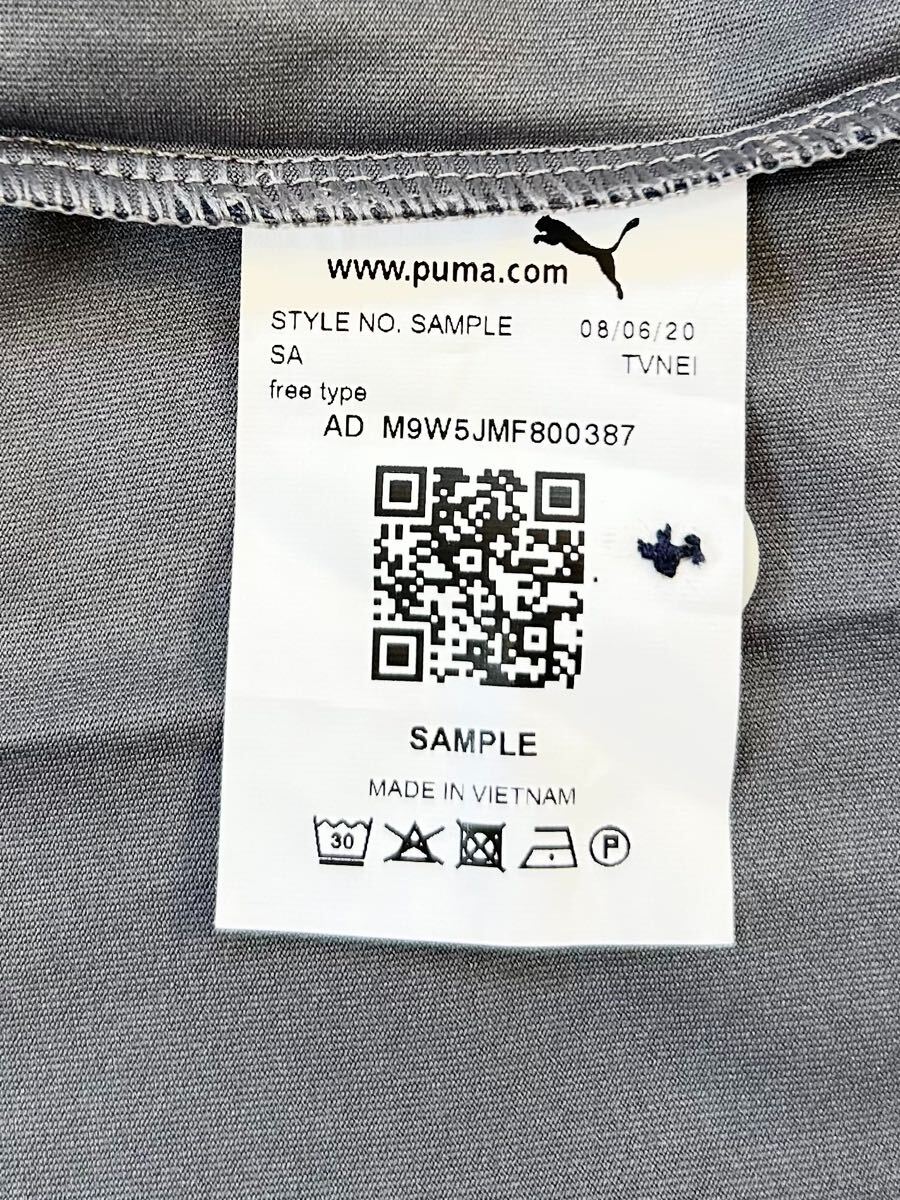 www.puma.com
STYLE NO. SAMPLE 08/06/20
SA TVNEI
free type
AD M9W5JMF800387
SAMPLE
MADE IN VIETNAM
30 P